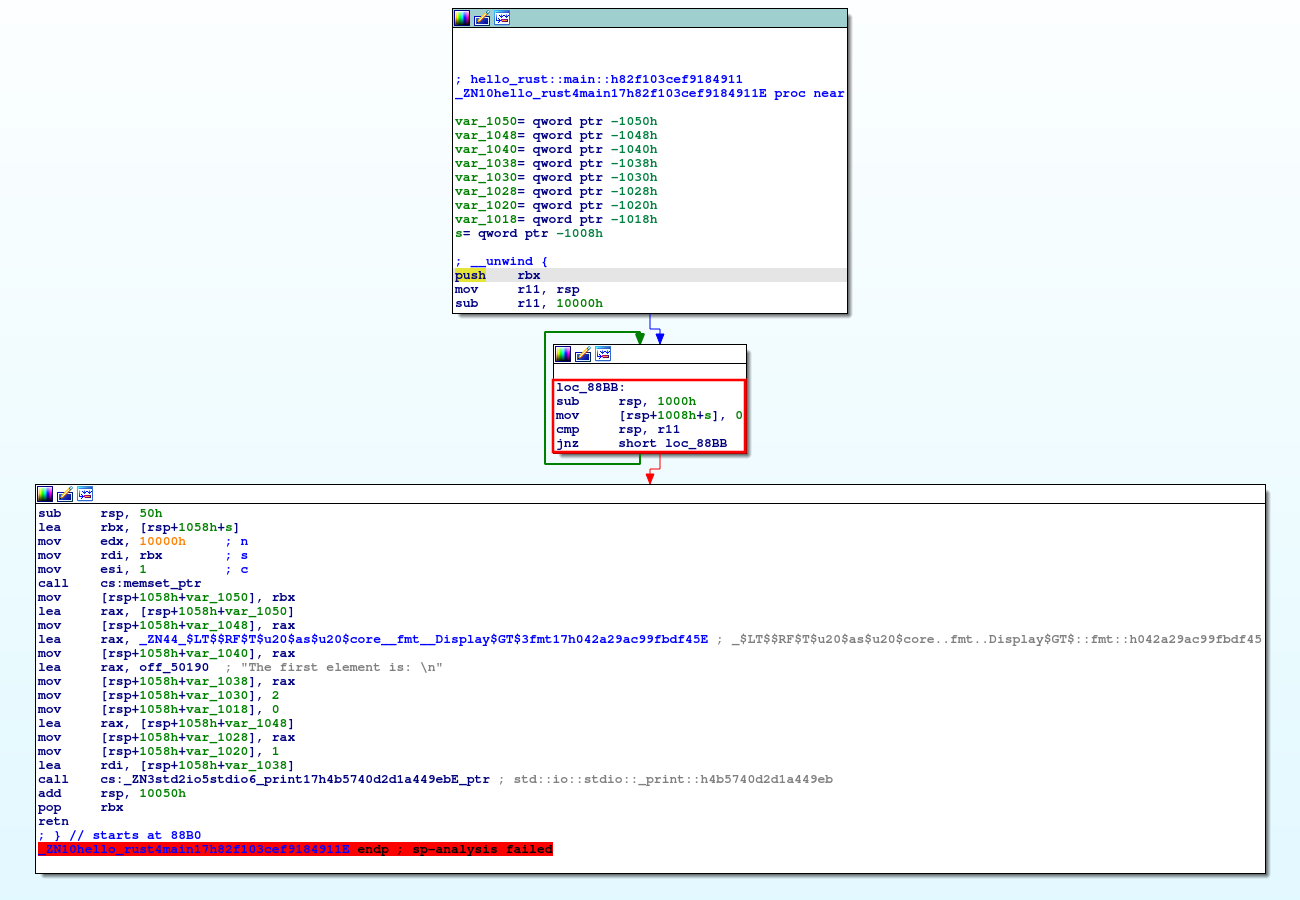 ; hello_rust::main::h82f103cef9184911
_ZN10hello_rust4main17h82f103cef9184911E proc near
var_1050= qword ptr -1050h
var_1048= qword ptr -1048h
var_1040= qword ptr -1040h
var_1038= qword ptr -1038h
var_1030= qword ptr -1030h
var_1028= qword ptr -1028h
var_1020= qword ptr -1020h
var_1018= qword ptr -1018h
s= qword ptr -1008h
; __unwind {
push    rbx
mov     r11, rsp
sub     r11, 10000h
loc_88BB:
sub     rsp, 1000h
mov     [rsp+1008h+s], 0
cmp     rsp, r11
jnz     short loc_88BB
sub     rsp, 50h
lea     rbx, [rsp+1058h+s]
mov     edx, 10000h     ; n
mov     rdi, rbx        ; s
mov     esi, 1          ; c
call    cs:memset_ptr
mov     [rsp+1058h+var_1050], rbx
lea     rax, [rsp+1058h+var_1050]
mov     [rsp+1058h+var_1048], rax
lea     rax, _ZN44_$LT$$RF$T$u20$as$u20$core__fmt__Display$GT$3fmt17h042a29ac99fbdf45E ; _$LT$$RF$T$u20$as$u20$core..fmt..Display$GT$::fmt::h042a29ac99fbdf45
mov     [rsp+1058h+var_1040], rax
lea     rax, off_50190  ; "The first element is: \n"
mov     [rsp+1058h+var_1038], rax
mov     [rsp+1058h+var_1030], 2
mov     [rsp+1058h+var_1018], 0
lea     rax, [rsp+1058h+var_1048]
mov     [rsp+1058h+var_1028], rax
mov     [rsp+1058h+var_1020], 1
lea     rdi, [rsp+1058h+var_1038]
call    cs:_ZN3std2io5stdio6_print17h4b5740d2d1a449ebE_ptr ; std::io::stdio::_print::h4b5740d2d1a449eb
add     rsp, 10050h
pop     rbx
retn
; } // starts at 88B0
_ZN10hello_rust4main17h82f103cef9184911E endp ; sp-analysis failed